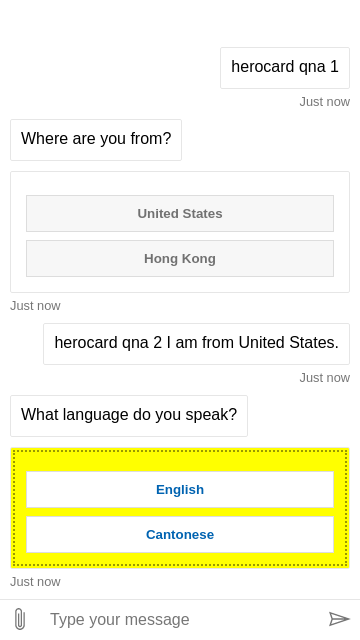 herocard qna 1
Just now
Where are you from?
United States
Hong Kong
Just now
herocard qna 2 I am from United States.
Just now
What language do you speak?
English
Cantonese
Just now
Type your message